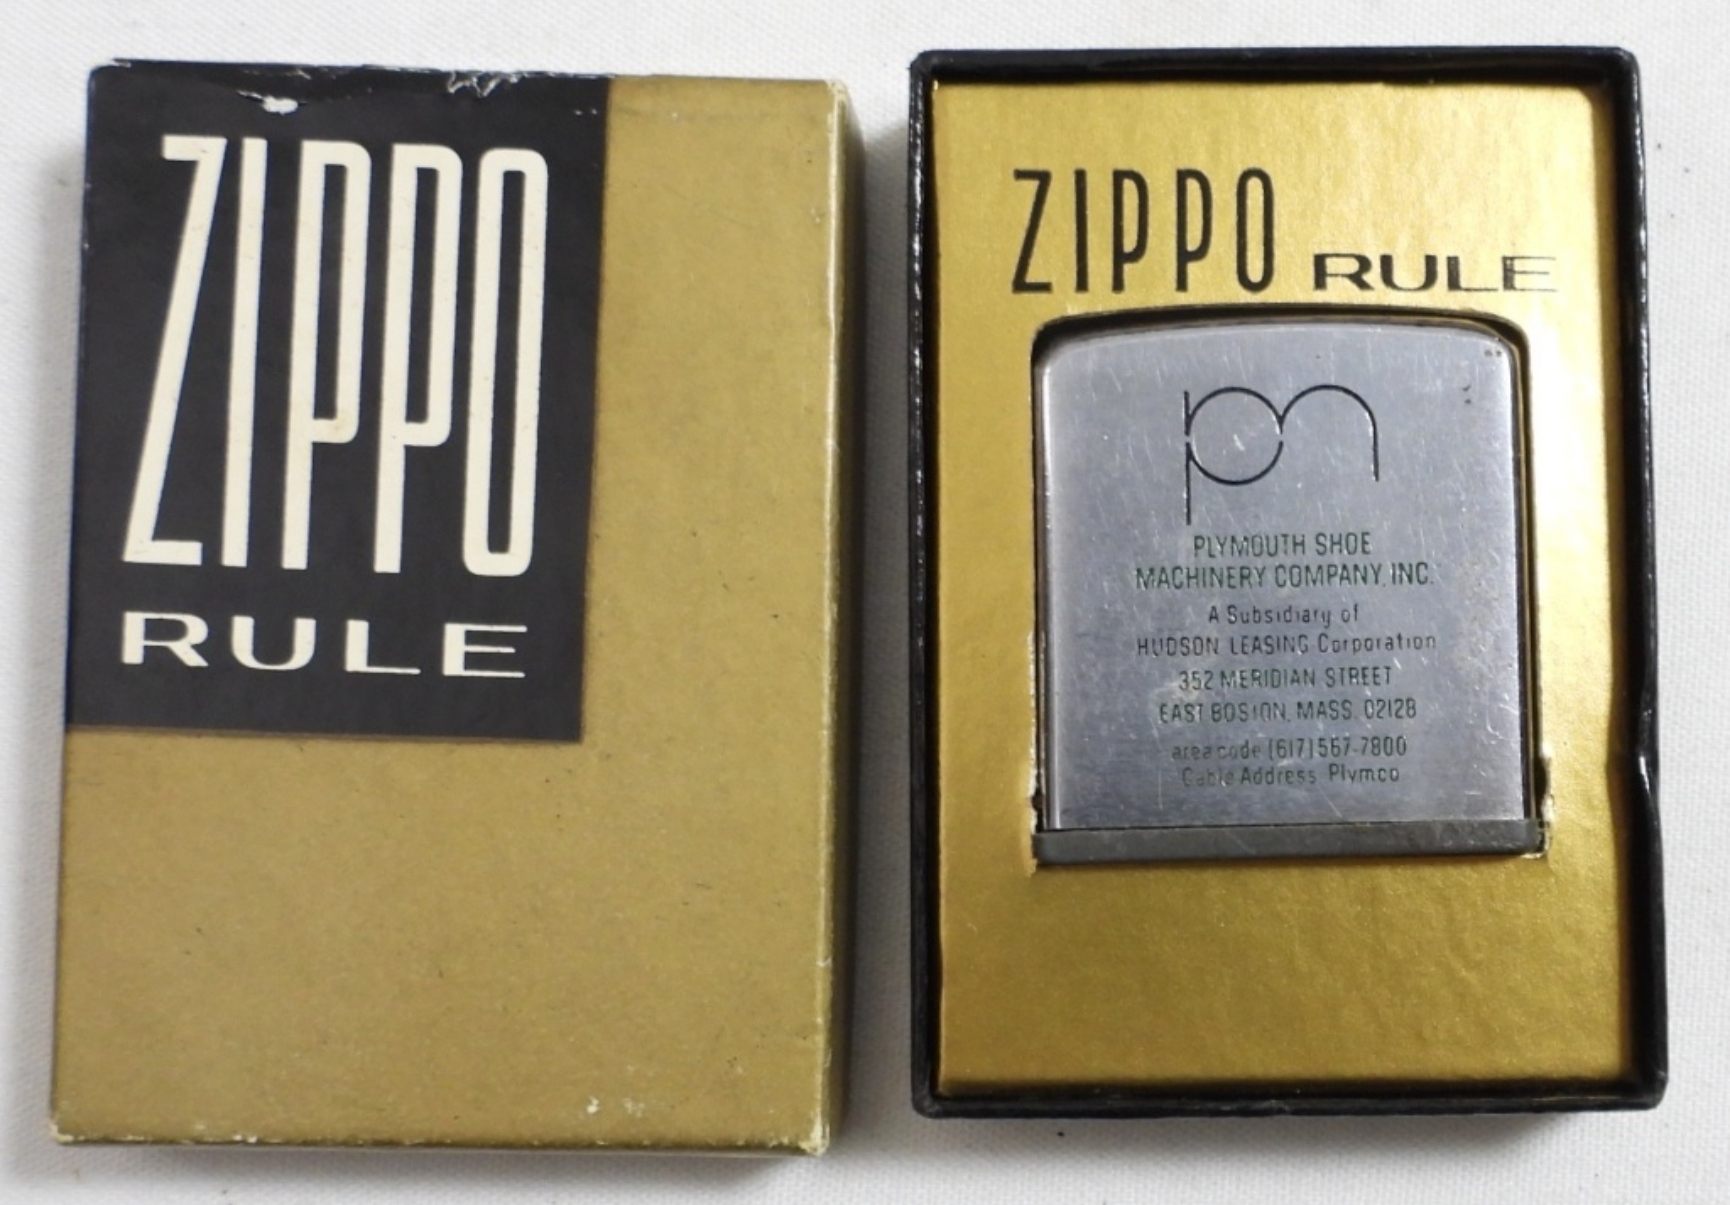 ZIPPO
RULE
ZIPPO RULE
pm
PLYMOUTH SHOE
MACHINERY COMPANY, INC.
A Subsidiary of
HUDSON LEASING Corporation
352 MERIDIAN STREET
EAST BOSTON, MASS. 02128
area code (617) 567-7800
Cable Address Plymco